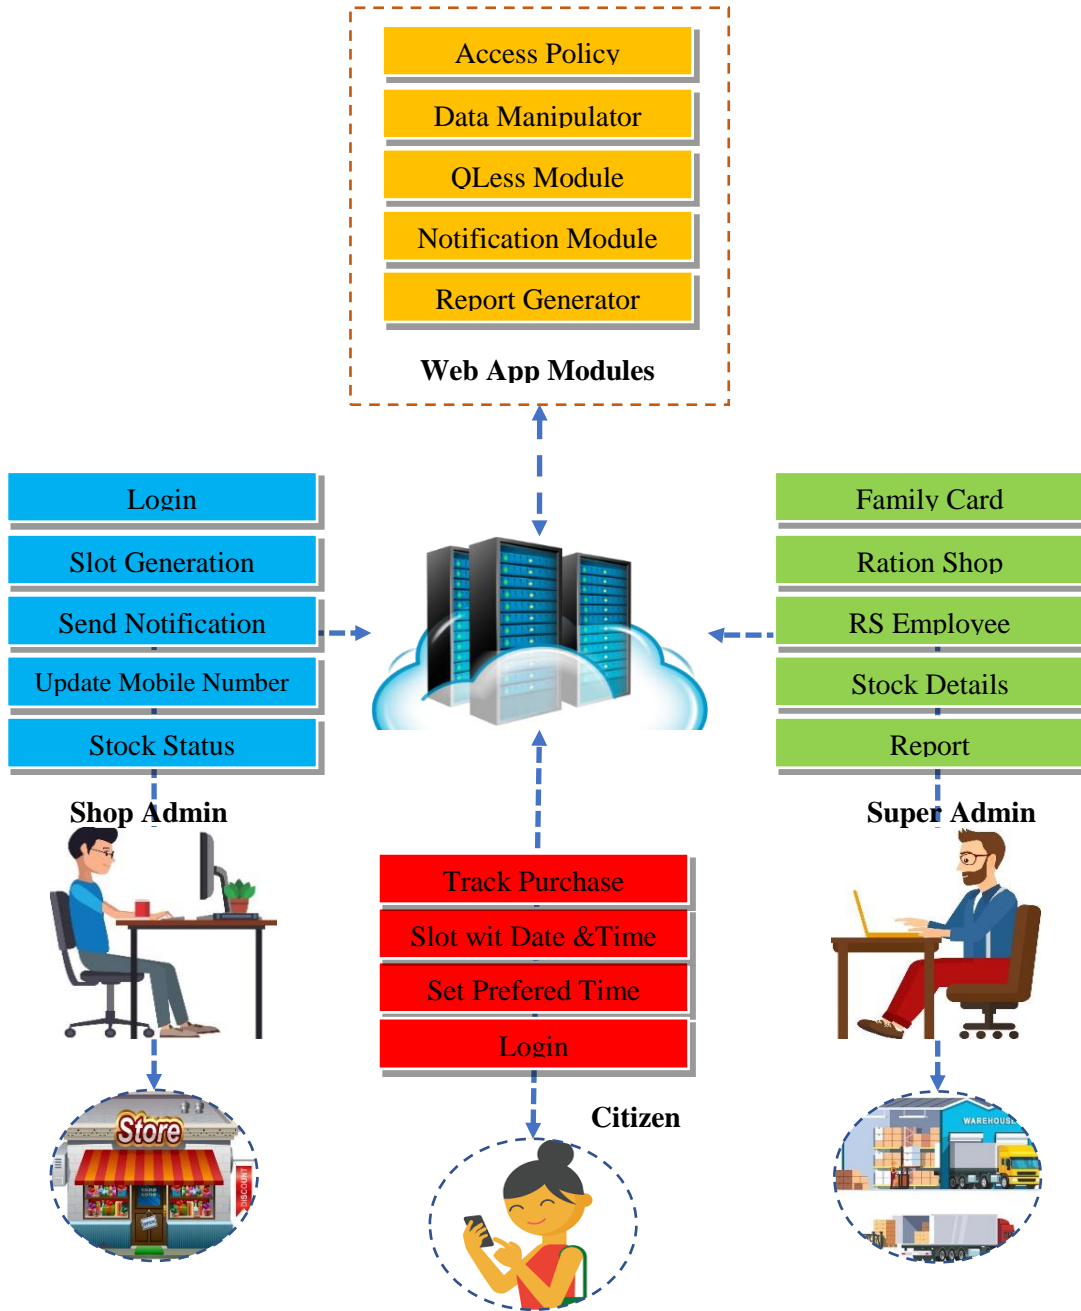 Access Policy
Data Manipulator
QLess Module
Notification Module
Report Generator
Web App Modules
Login
Slot Generation
Send Notification
Update Mobile Number
Stock Status
Shop Admin
Family Card
Ration Shop
RS Employee
Stock Details
Report
Super Admin
Track Purchase
Slot wit Date &Time
Set Prefered Time
Login
Citizen
Store
DISCOUNT
OPEN
WAREHOUSE